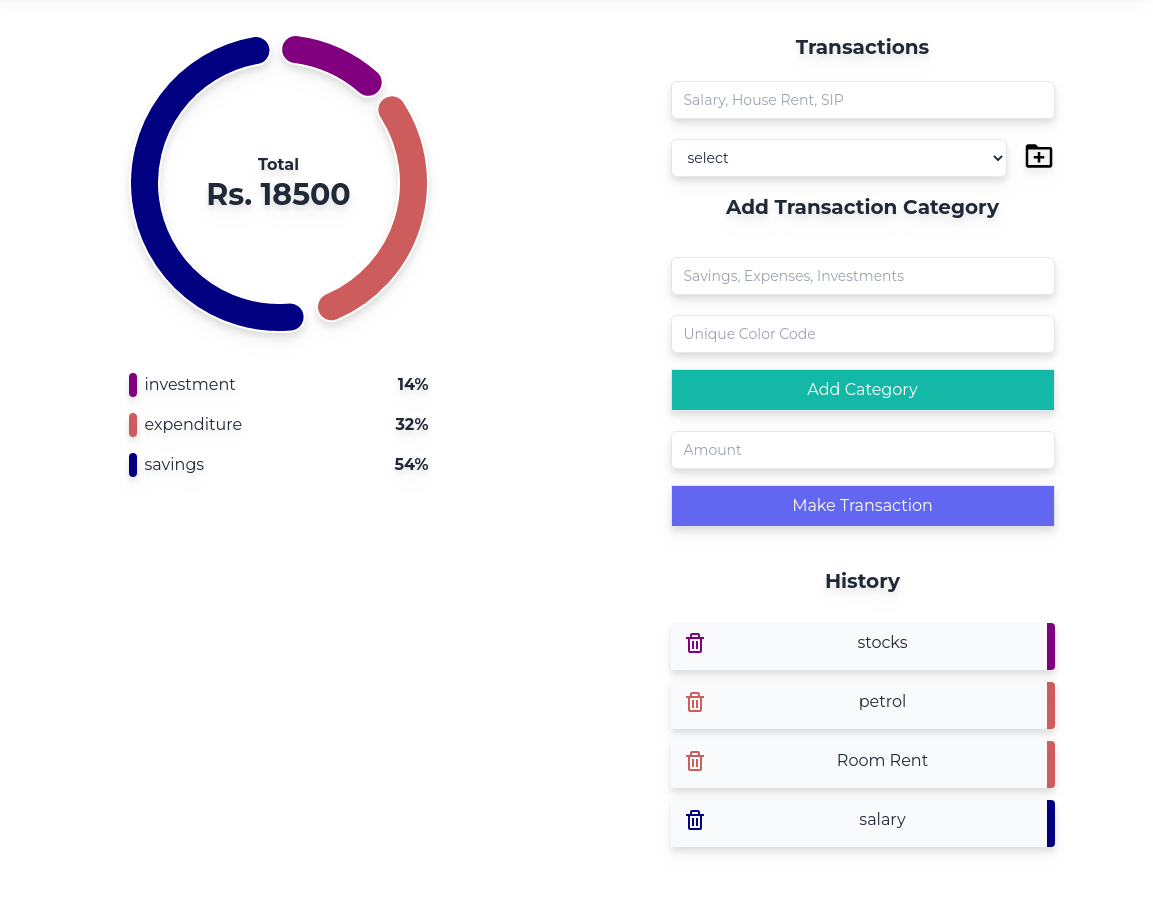 Total
Rs. 18500
investment 14%
expenditure 32%
savings 54%
Transactions
Salary, House Rent, SIP
select
Add Transaction Category
Savings, Expenses, Investments
Unique Color Code
Add Category
Amount
Make Transaction
History
stocks
petrol
Room Rent
salary